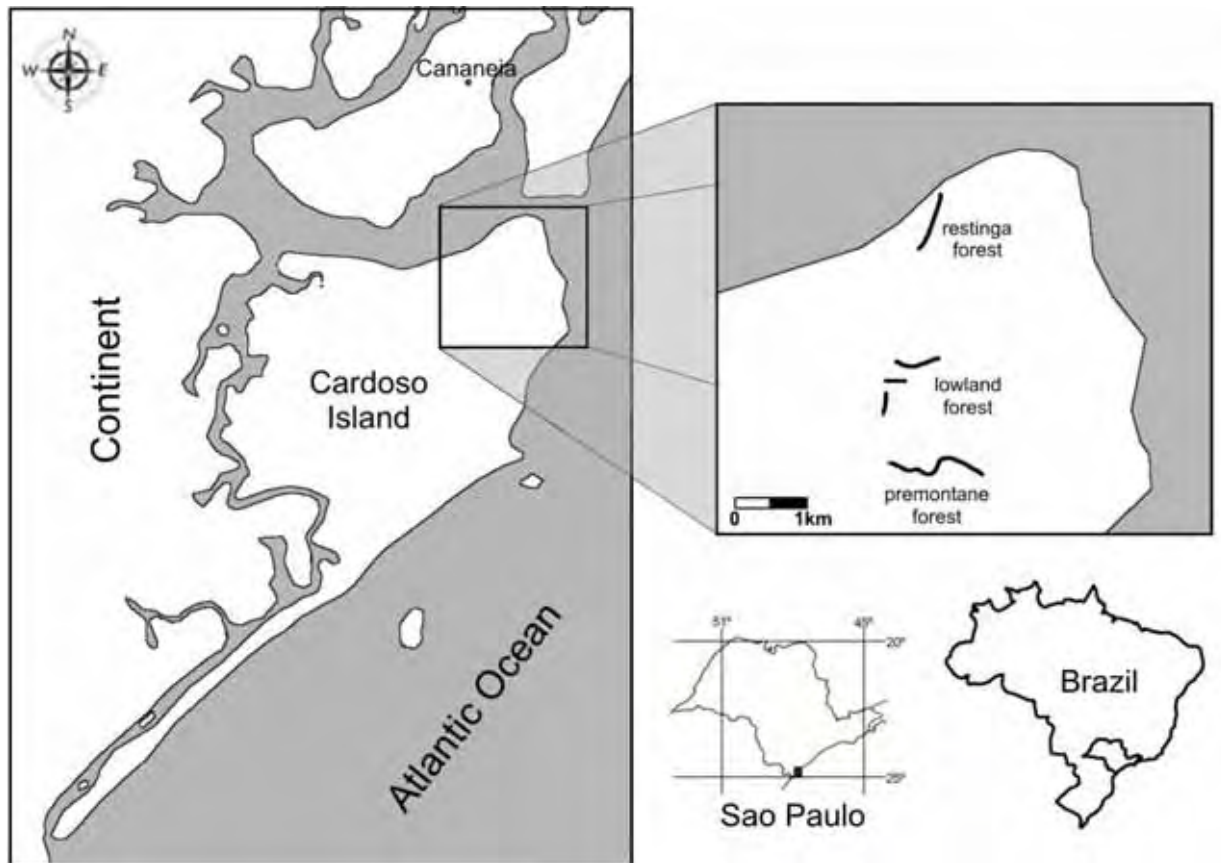 N
W
E
S
Cananeia
Continent
Cardoso
Island
Atlantic Ocean
restinga
forest
lowland
forest
premontane
forest
0
1km
51°
45°
20°
25°
Sao Paulo
Brazil